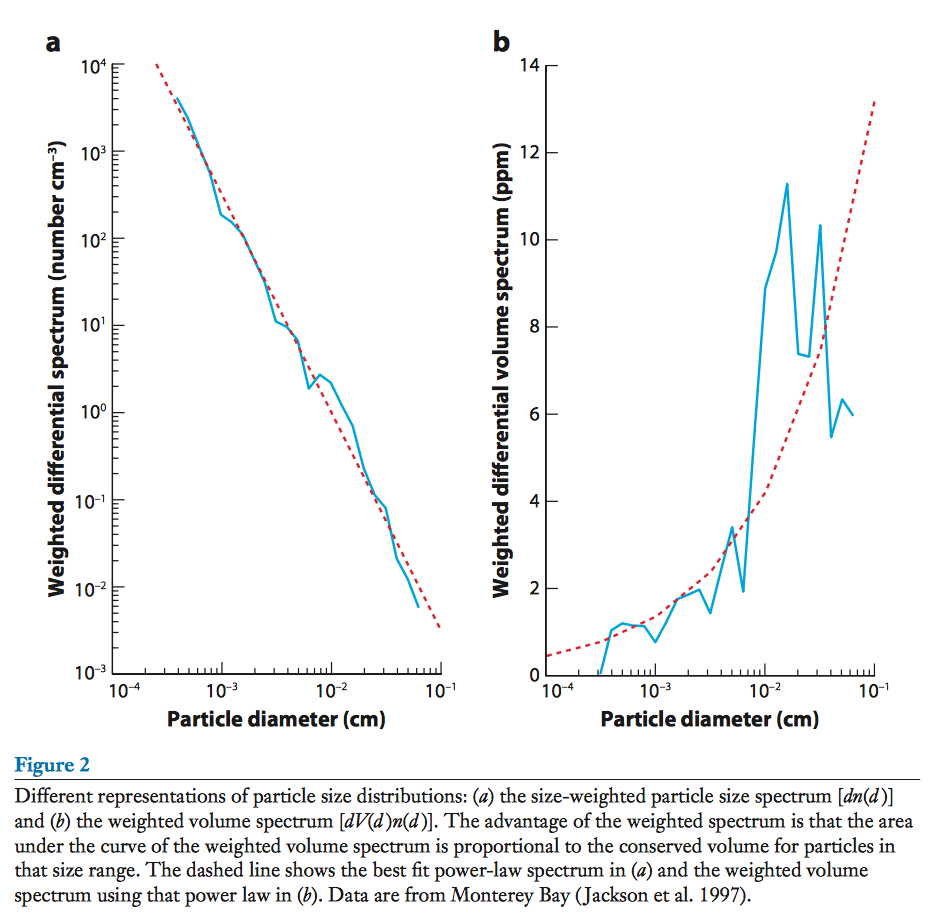 a
Weighted differential spectrum (number cm⁻³)
10⁴
10³
10²
10¹
10⁰
10⁻¹
10⁻²
10⁻³
10⁻⁴
10⁻³
10⁻²
10⁻¹
Particle diameter (cm)
b
Weighted differential volume spectrum (ppm)
14
12
10
8
6
4
2
0
10⁻⁴
10⁻³
10⁻²
10⁻¹
Particle diameter (cm)
Figure 2
Different representations of particle size distributions: (a) the size-weighted particle size spectrum [dn(d)]
and (b) the weighted volume spectrum [dV(d)n(d)]. The advantage of the weighted spectrum is that the area
under the curve of the weighted volume spectrum is proportional to the conserved volume for particles in
that size range. The dashed line shows the best fit power-law spectrum in (a) and the weighted volume
spectrum using that power law in (b). Data are from Monterey Bay (Jackson et al. 1997).